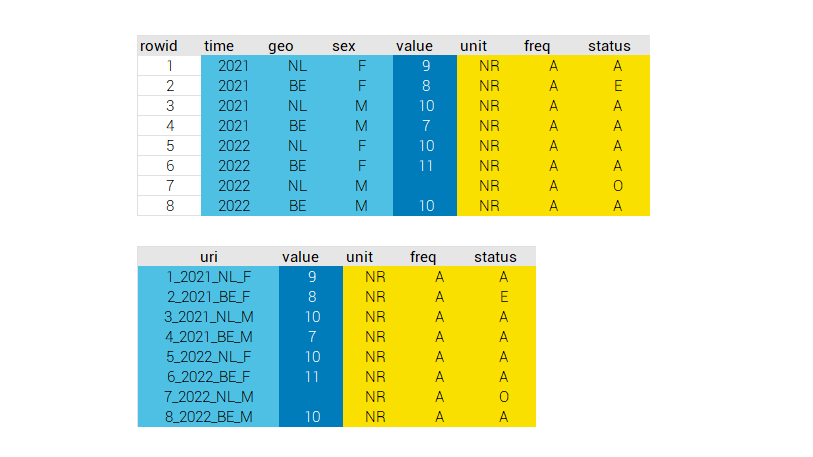 rowid time geo sex value unit freq status
1 2021 NL F 9 NR A A
2 2021 BE F 8 NR A E
3 2021 NL M 10 NR A A
4 2021 BE M 7 NR A A
5 2022 NL F 10 NR A A
6 2022 BE F 11 NR A A
7 2022 NL M NR A O
8 2022 BE M 10 NR A A
uri value unit freq status
1_2021_NL_F 9 NR A A
2_2021_BE_F 8 NR A E
3_2021_NL_M 10 NR A A
4_2021_BE_M 7 NR A A
5_2022_NL_F 10 NR A A
6_2022_BE_F 11 NR A A
7_2022_NL_M NR A O
8_2022_BE_M 10 NR A A